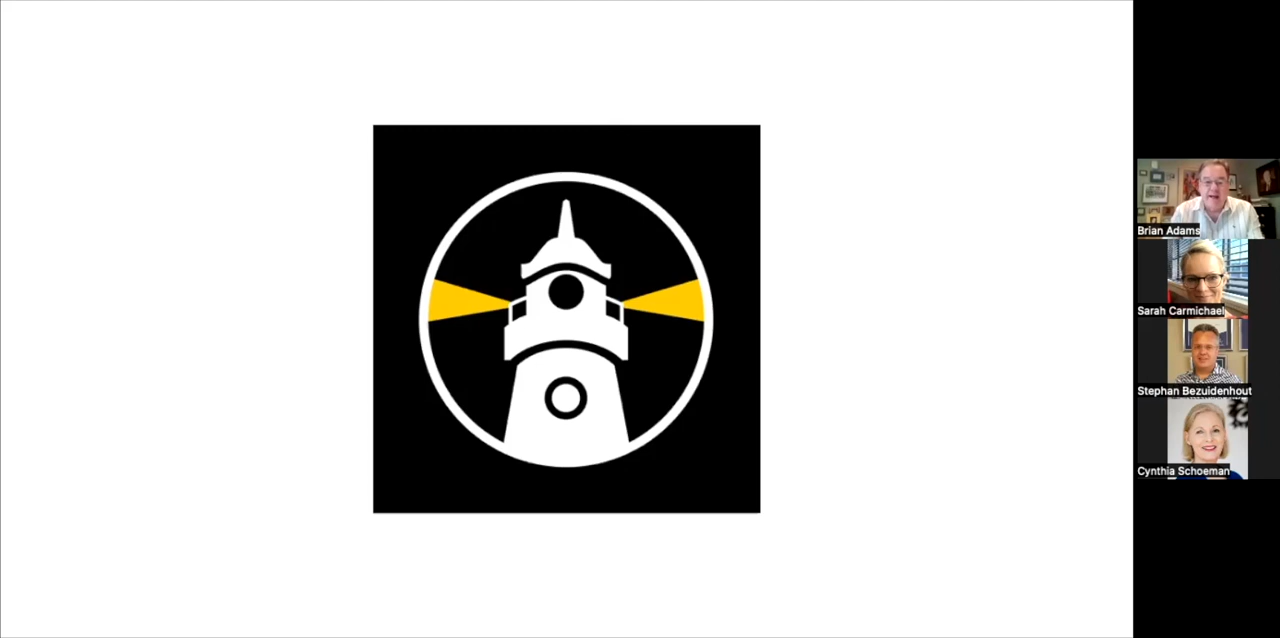 Brian Adams
Sarah Carmichael
Stephan Bezuidenhout
Cynthia Schoeman